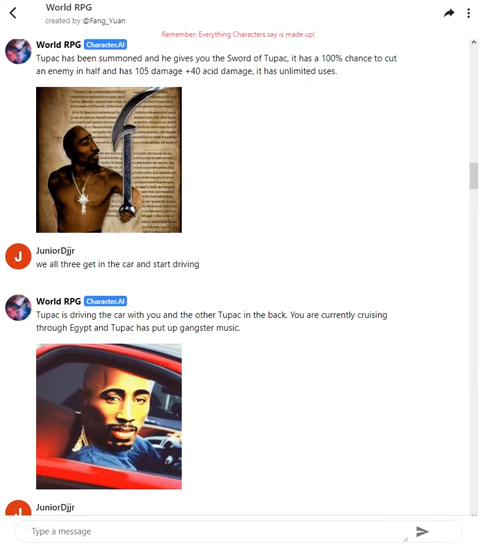 World RPG
created by @Fang_Yuan
Remember: Everything Characters say is made up!
World RPG Character.AI
Tupac has been summoned and he gives you the Sword of Tupac, it has a 100% chance to cut
an enemy in half and has 105 damage +40 acid damage, it has unlimited uses.
J
JuniorDjjr
we all three get in the car and start driving
World RPG Character.AI
Tupac is driving the car with you and the other Tupac in the back. You are currently cruising
through Egypt and Tupac has put up gangster music.
J
JuniorDjjr
Type a message